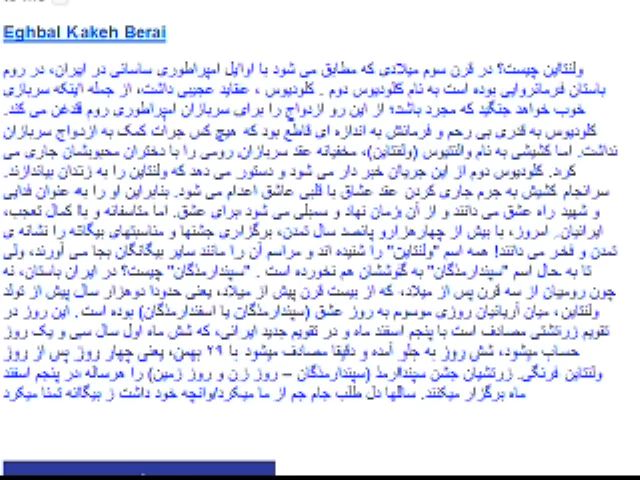 Eghbal Kakeh Berai
ولنتاین چیست؟ در قرن سوم میلادی که مطابق می شود با اوایل امپراطوری ساسانی در ایران، در روم
باستان فرمانروایی بوده است به نام کلودیوس دوم . کلودیوس ، عقاید عجیبی داشت، از جمله اینکه سربازی
خوب خواهد جنگید که مجرد باشد؛ از این رو ازدواج را برای سربازان امپراطوری روم قدغن می کند.
کلودیوس به قدری بی رحم و فرمانش به اندازه ای قاطع بود که هیچ کس جرأت کمک به ازدواج سربازان
نداشت. اما کشیشی به نام والنتیوس (ولنتاین)، مخفیانه عقد سربازان رومی را با دختران محبوبشان جاری می
کرد. کلودیوس دوم از این جریان خبر دار می شود و دستور می دهد که ولنتاین را به زندان بیاندازند.
سرانجام کشیش به جرم جاری کردن عقد عشاق با قلبی عاشق اعدام می شود. بنابراین او را به عنوان فدایی
و شهید راه عشق می دانند و از آن زمان نهاد و سمبلی می شود برای عشق. اما متاسفانه و با کمال تعجب،
ایرانیان. امروز، با بیش از چهارهزارو پانصد سال تمدن، برگزاری جشنها و مناسبتهای بیگانه را نشانه ی
تمدن و فخر می دانند! همه اسم "ولنتاین" را شنیده اند و مراسم آن را مانند سایر بیگانگان بجا می آورند، ولی
تا به حال اسم "سپندارمذگان" به گوششان هم نخورده است . "سپندارمذگان" چیست؟ در ایران باستان، نه
چون رومیان از سه قرن پس از میلاد، که از بیست قرن پیش از میلاد، یعنی حدودا دوهزار سال پیش از تولد
ولنتاین، میان آریائیان روزی موسوم به روز عشق (سپندارمذگان یا اسفندارمذگان) بوده است . این روز در
تقویم زرتشتی مصادف است با پنجم اسفند ماه و در تقویم جدید ایرانی، که شش ماه اول سال سی و یک روز
حساب میشود، شش روز به جلو آمده و دقیقا مصادف میشود با ۲۹ بهمن، یعنی چهار روز پس از روز
ولنتاین فرنگی. زرتشیان جشن سپندارمذ (سپندارمذگان – روز زن و روز زمین) را هرساله در پنجم اسفند
ماه برگزار میکنند. سالها دل طلب جام جم از ما میکرد/وانچه خود داشت ز بیگانه تمنا میکرد